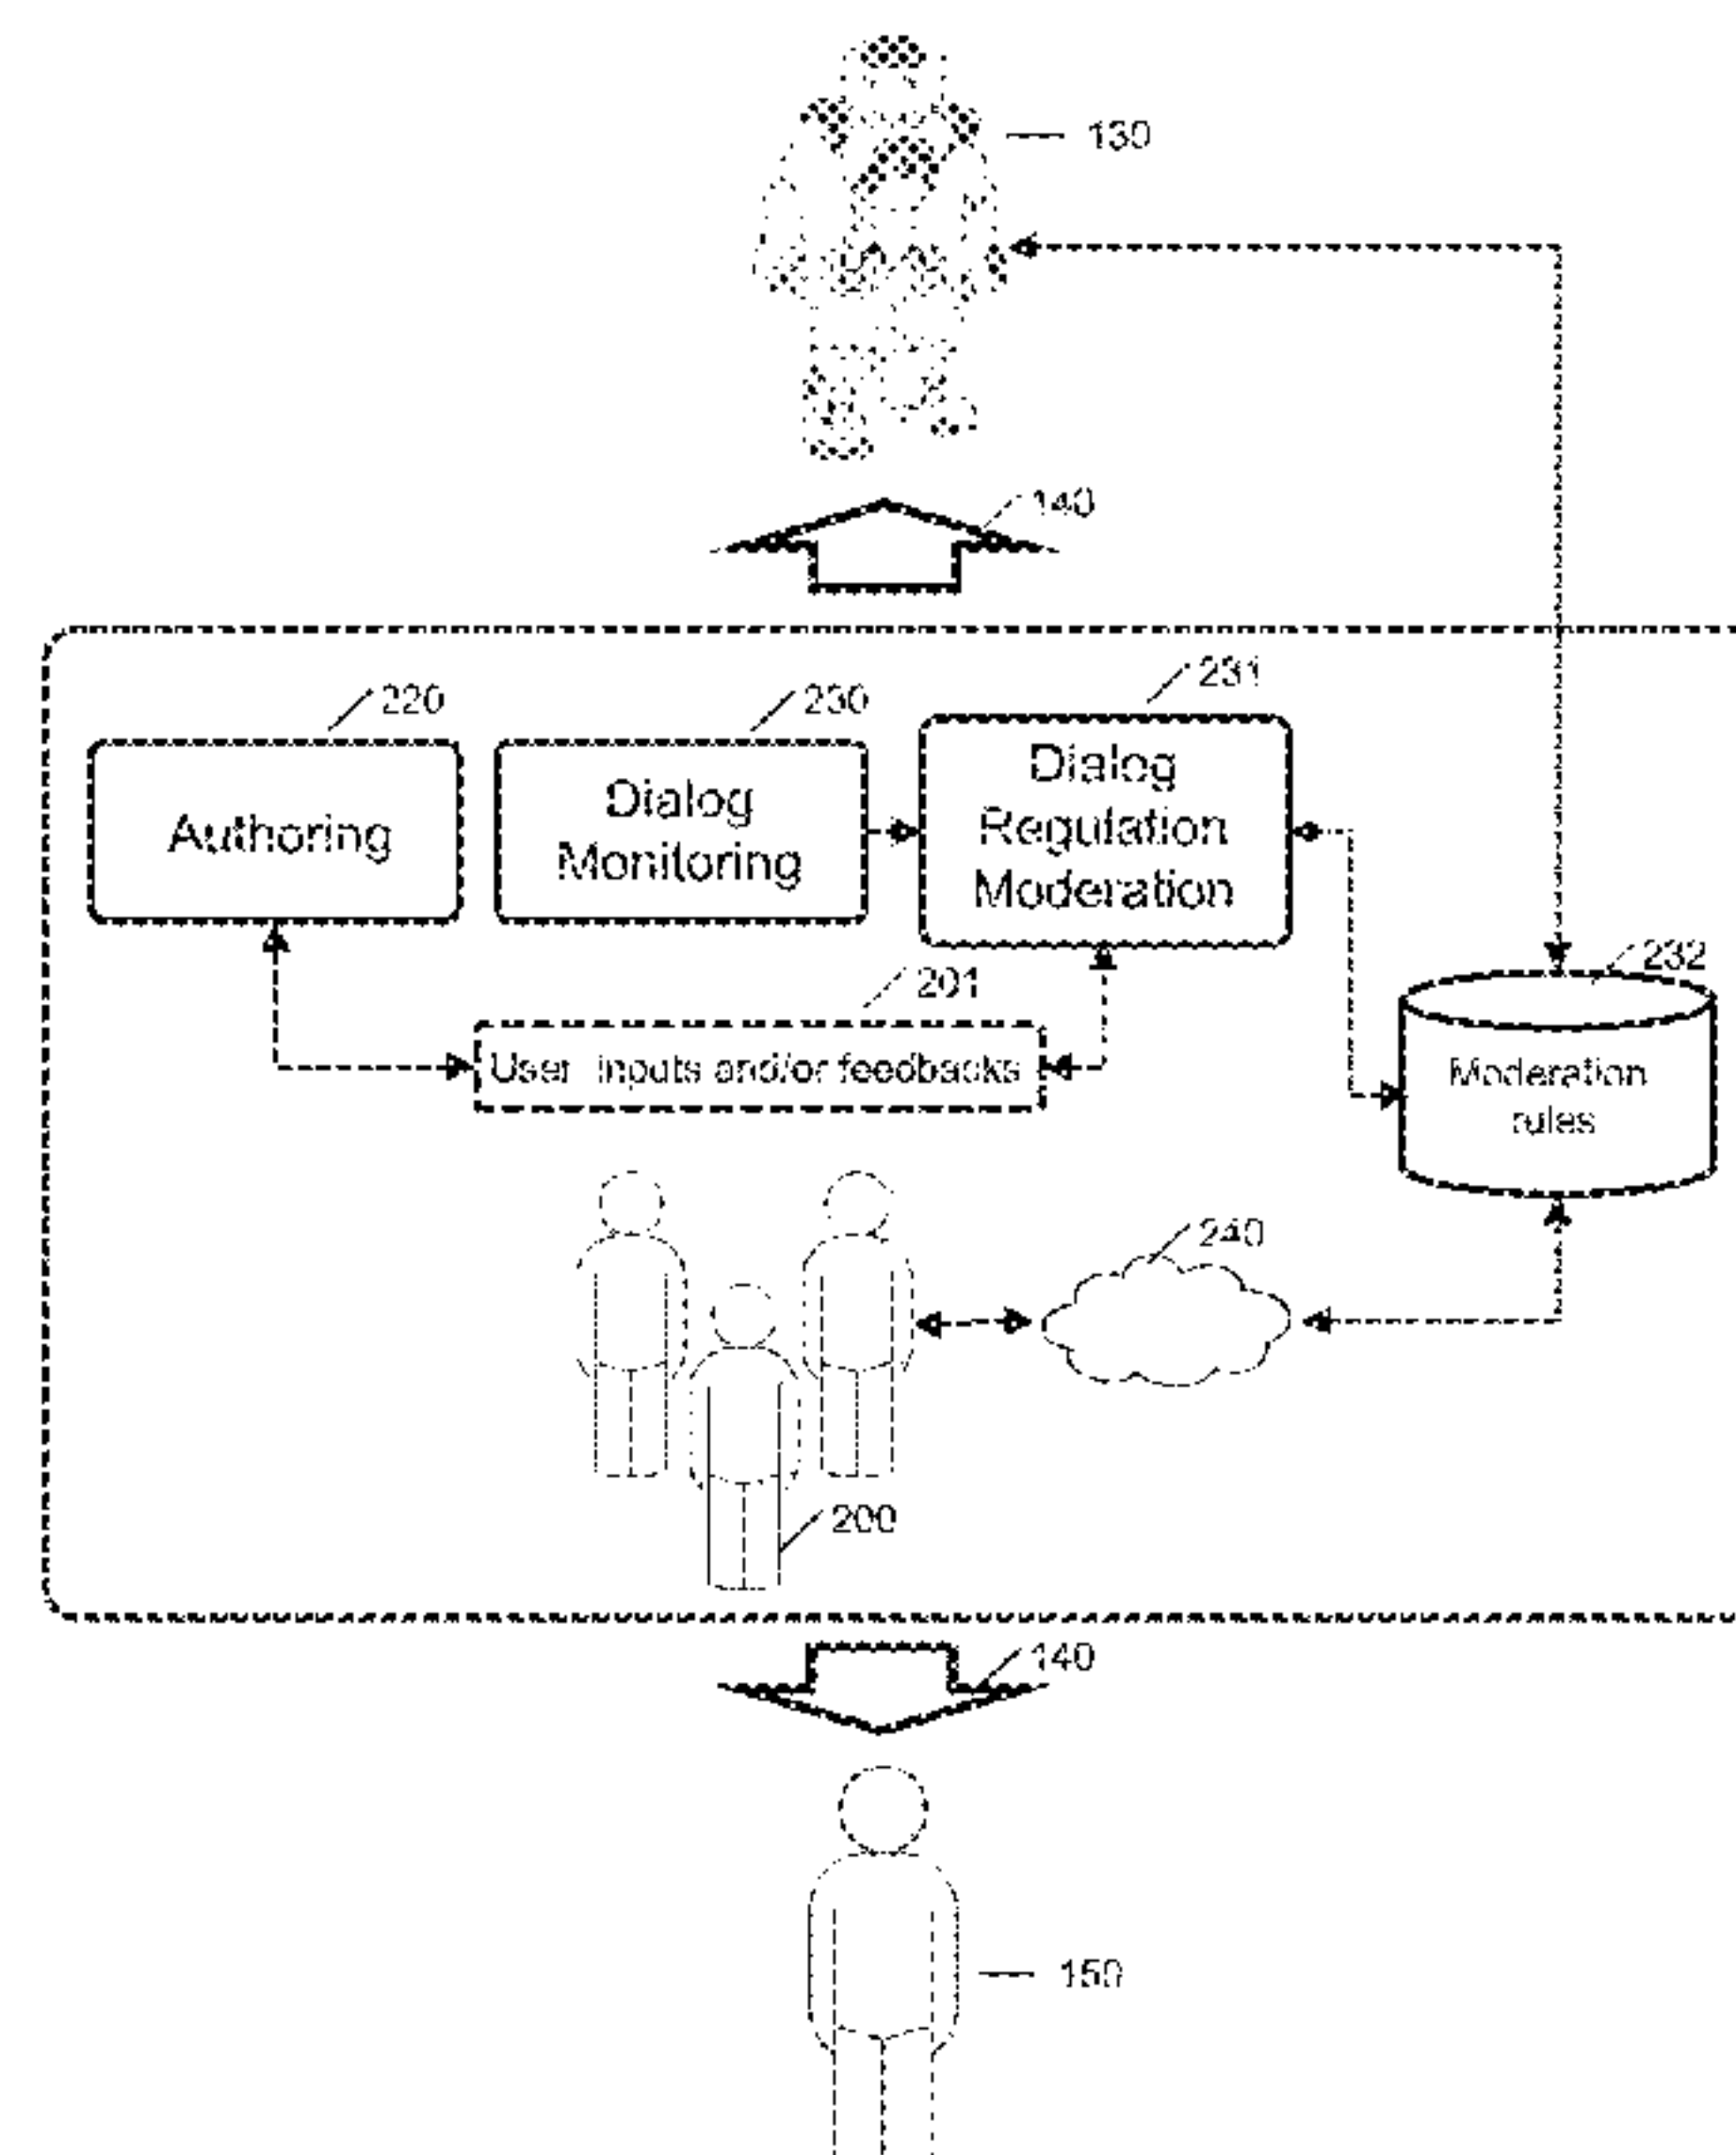 130
140
231
220
230
Authoring
Dialog
Monitoring
Dialog
Regulation
Moderation
232
201
User inputs and/or feedbacks
Moderation
rules
240
200
140
150